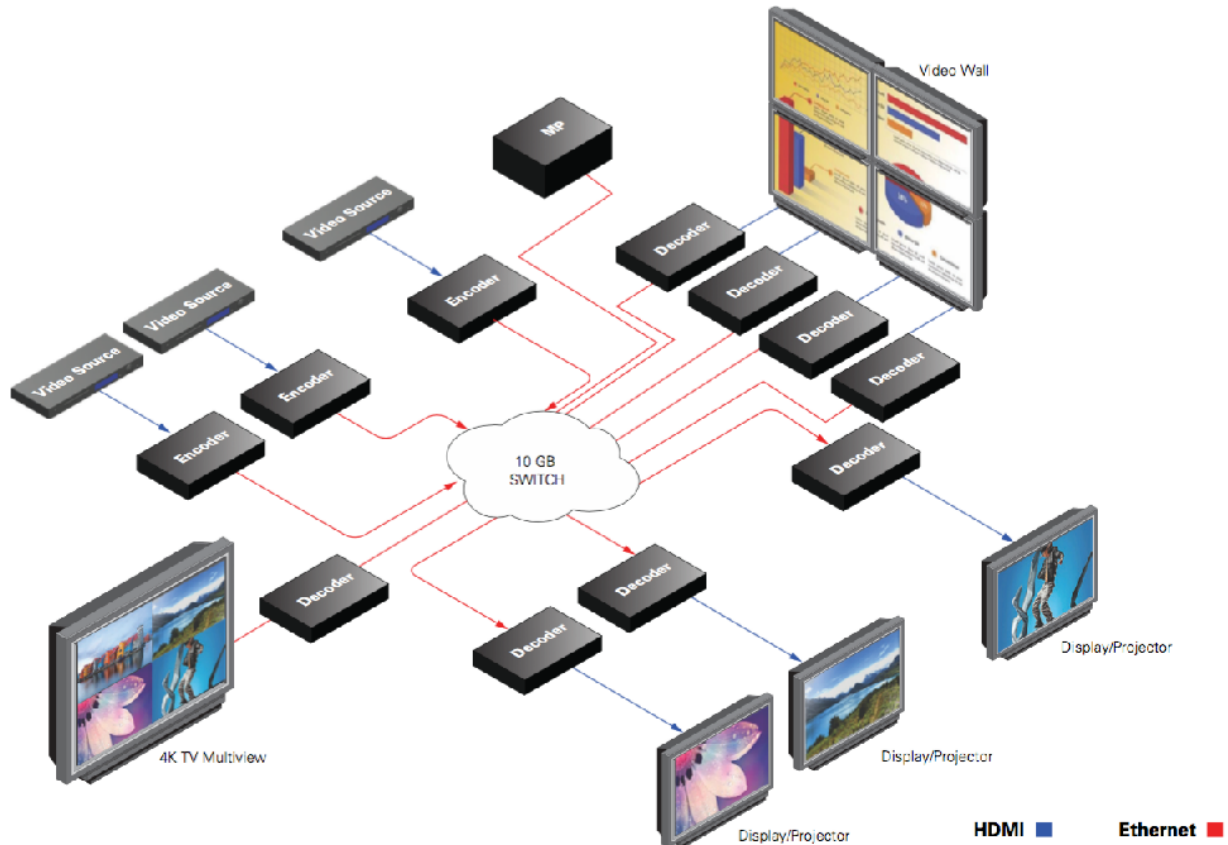 Video Wall
MP
Video Source
Decoder
Encoder
Decoder
Video Source
Decoder
Video Source
Encoder
Decoder
Encoder
Decoder
10 GB
SWITCH
Decoder
Decoder
Decoder
Display/Projector
4K TV Multiview
Display/Projector
Display/Projector
HDMI
Ethernet